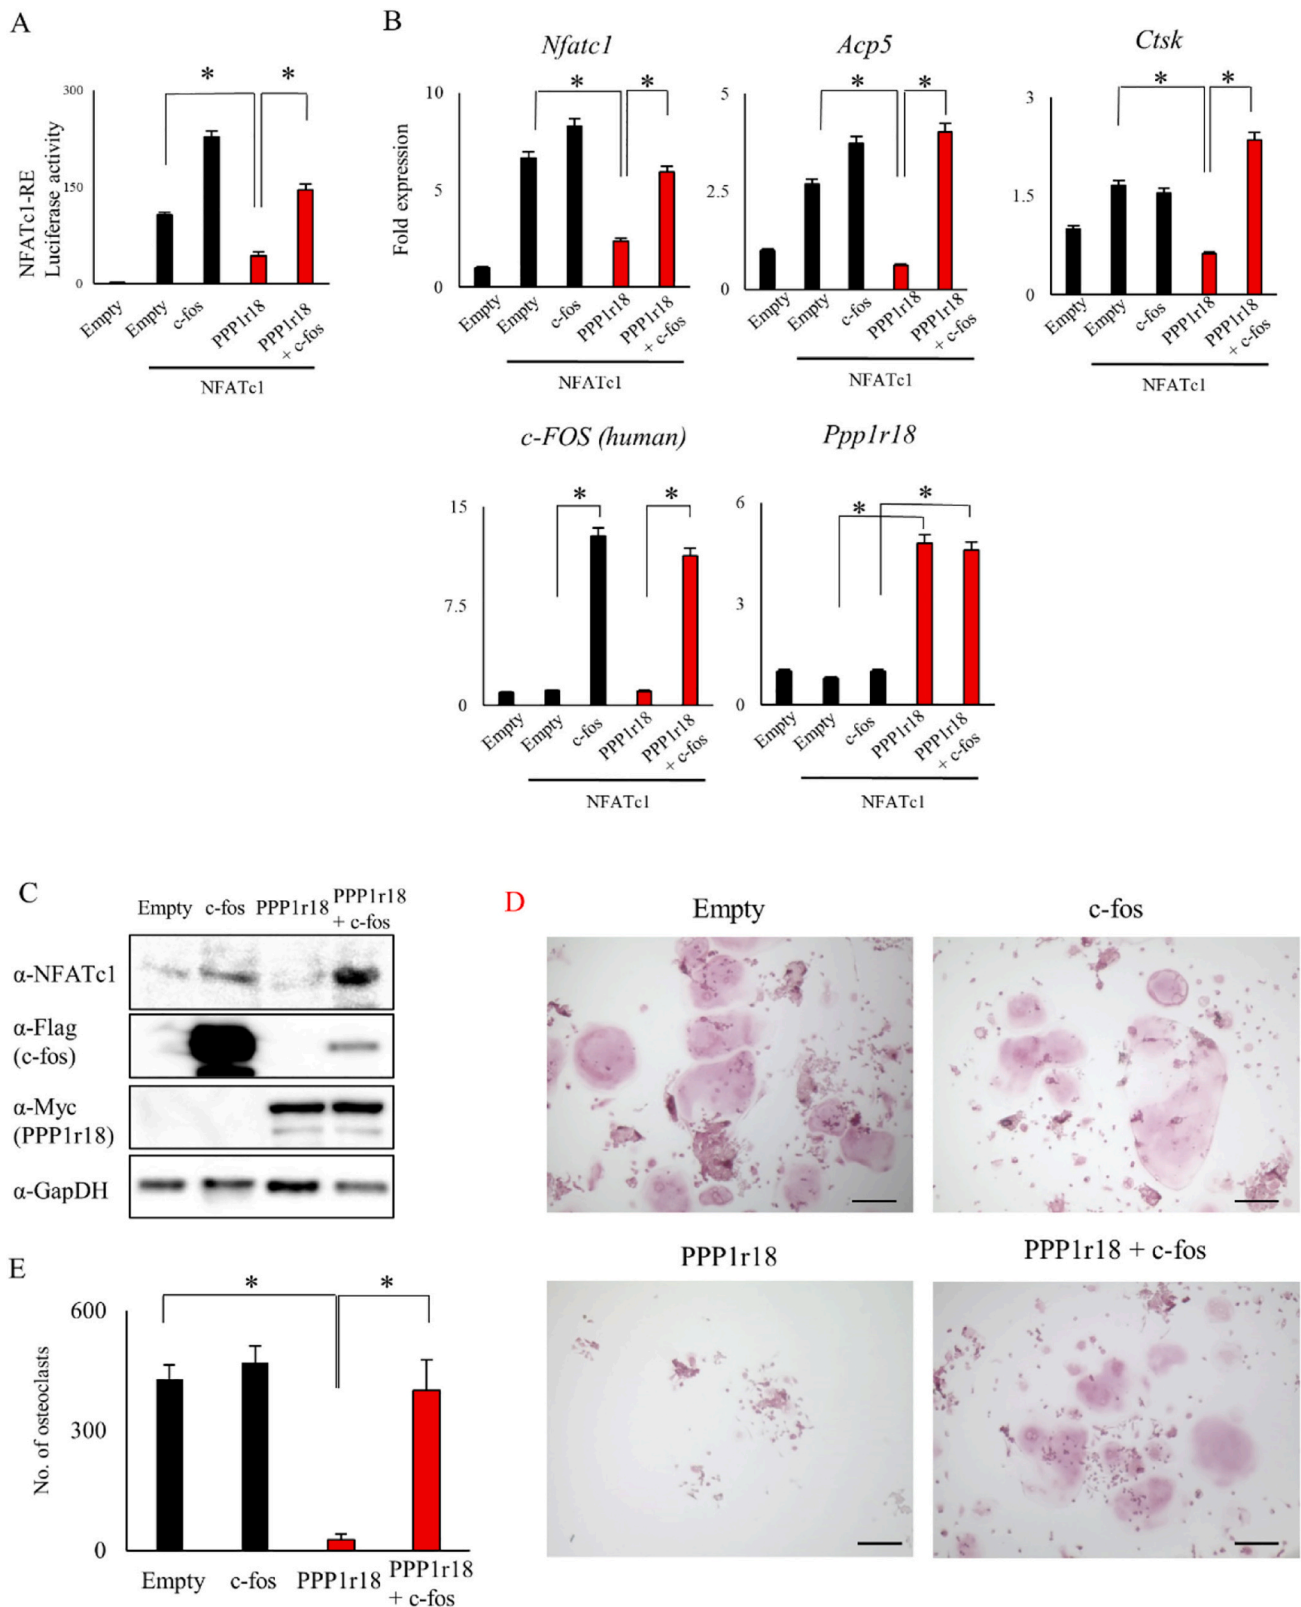 A
NFATc1-RE
Luciferase activity
300
150
0
*
*
Empty
Empty
c-fos
PPP1r18
PPP1r18
+ c-fos
NFATc1
B
Nfatc1
Fold expression
10
5
0
*
*
Empty
Empty
c-fos
PPP1r18
PPP1r18
+ c-fos
NFATc1
Acp5
5
2.5
0
*
*
Empty
Empty
c-fos
PPP1r18
PPP1r18
+ c-fos
NFATc1
Ctsk
3
1.5
0
*
*
Empty
Empty
c-fos
PPP1r18
PPP1r18
+ c-fos
NFATc1
c-FOS (human)
15
7.5
0
*
*
Empty
Empty
c-fos
PPP1r18
PPP1r18
+ c-fos
NFATc1
Ppp1r18
6
3
0
*
*
Empty
Empty
c-fos
PPP1r18
PPP1r18
+ c-fos
NFATc1
C
Empty c-fos PPP1r18 PPP1r18
+ c-fos
α-NFATc1
α-Flag
(c-fos)
α-Myc
(PPP1r18)
α-GapDH
D
Empty
c-fos
PPP1r18
PPP1r18 + c-fos
E
No. of osteoclasts
600
300
0
*
*
Empty
c-fos
PPP1r18
PPP1r18
+ c-fos